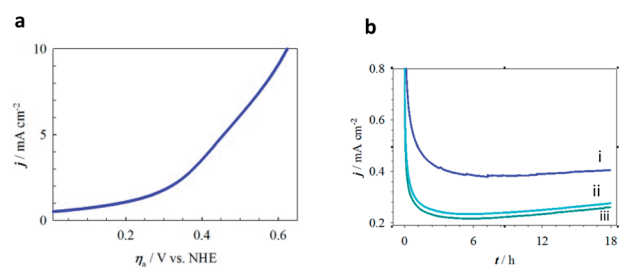 a
10
5
0
0.2
0.4
0.6
j / mA cm⁻²
ηₐ / V vs. NHE
b
0.8
0.6
0.4
0.2
0
6
12
18
j / mA cm⁻²
t / h
i
ii
iii